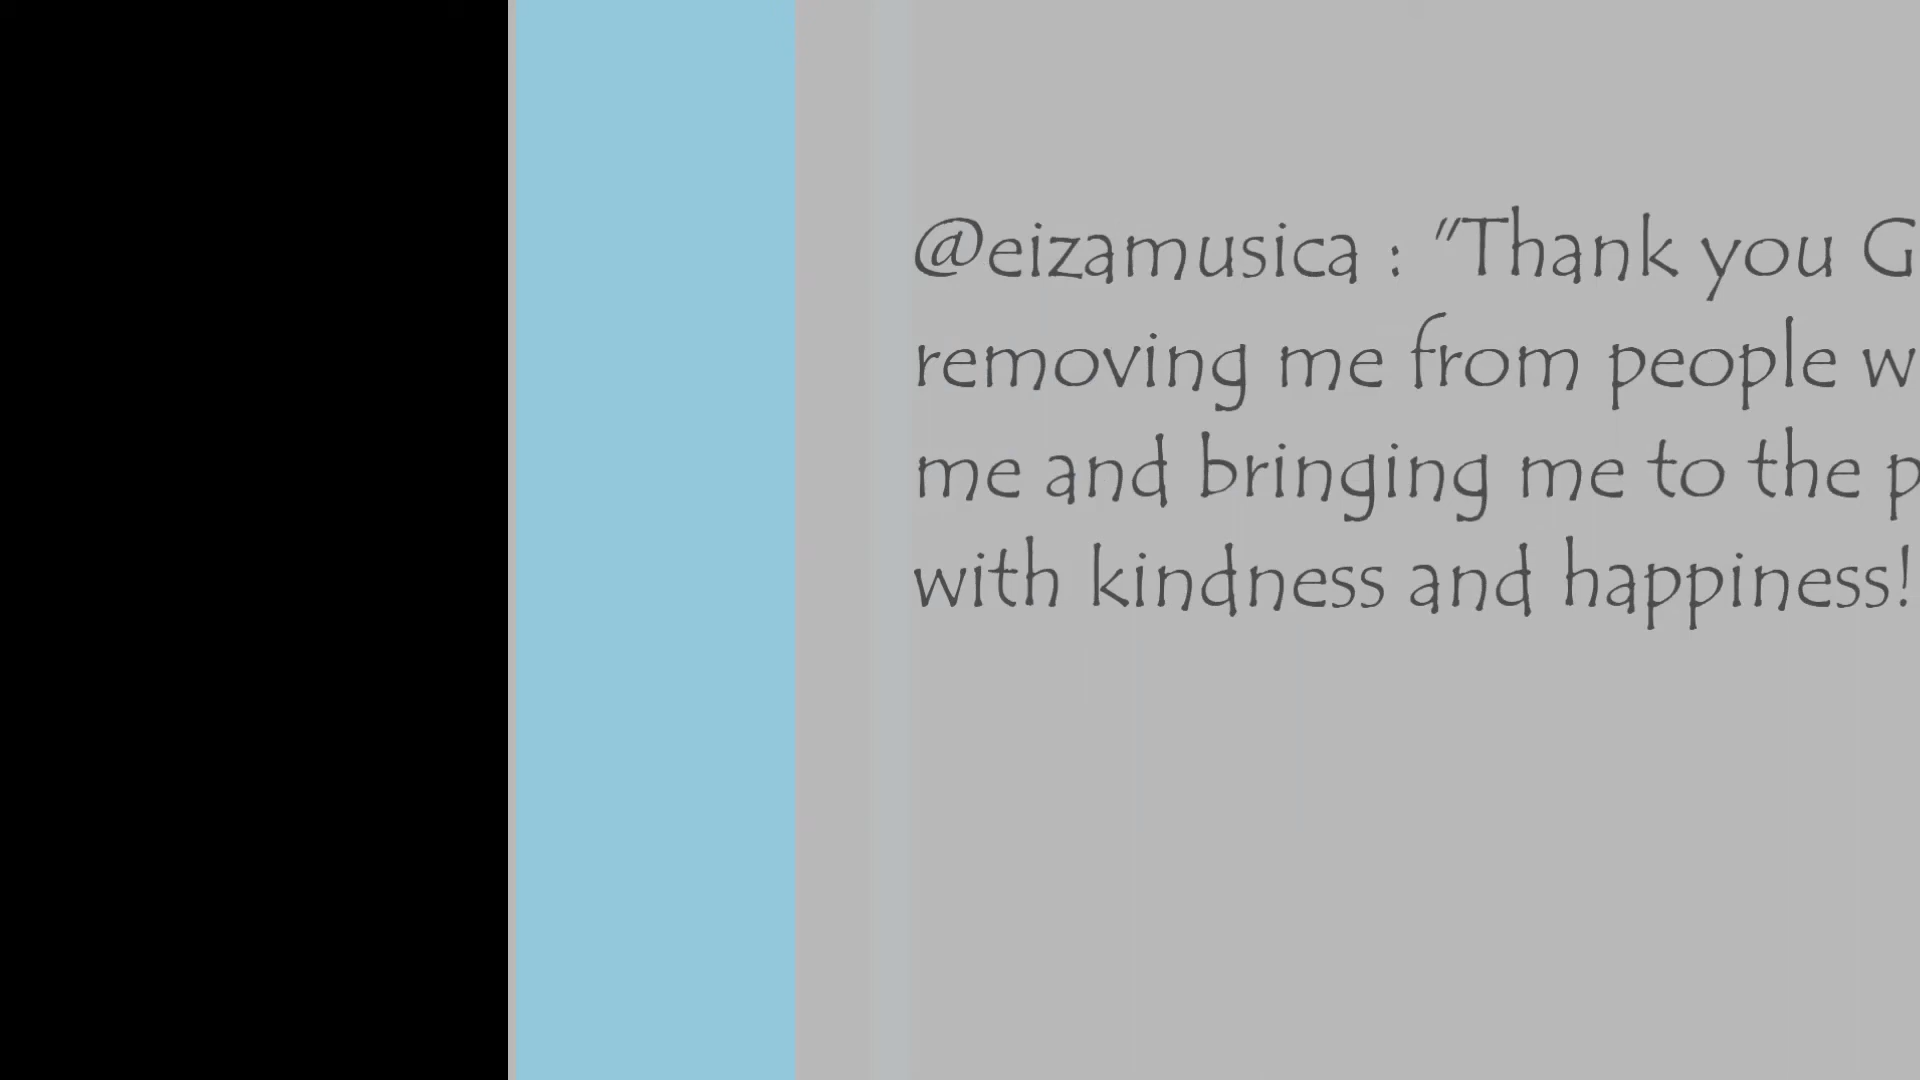 @eizamusica : "Thank you G
removing me from people w
me and bringing me to the p
with kindness and happiness!